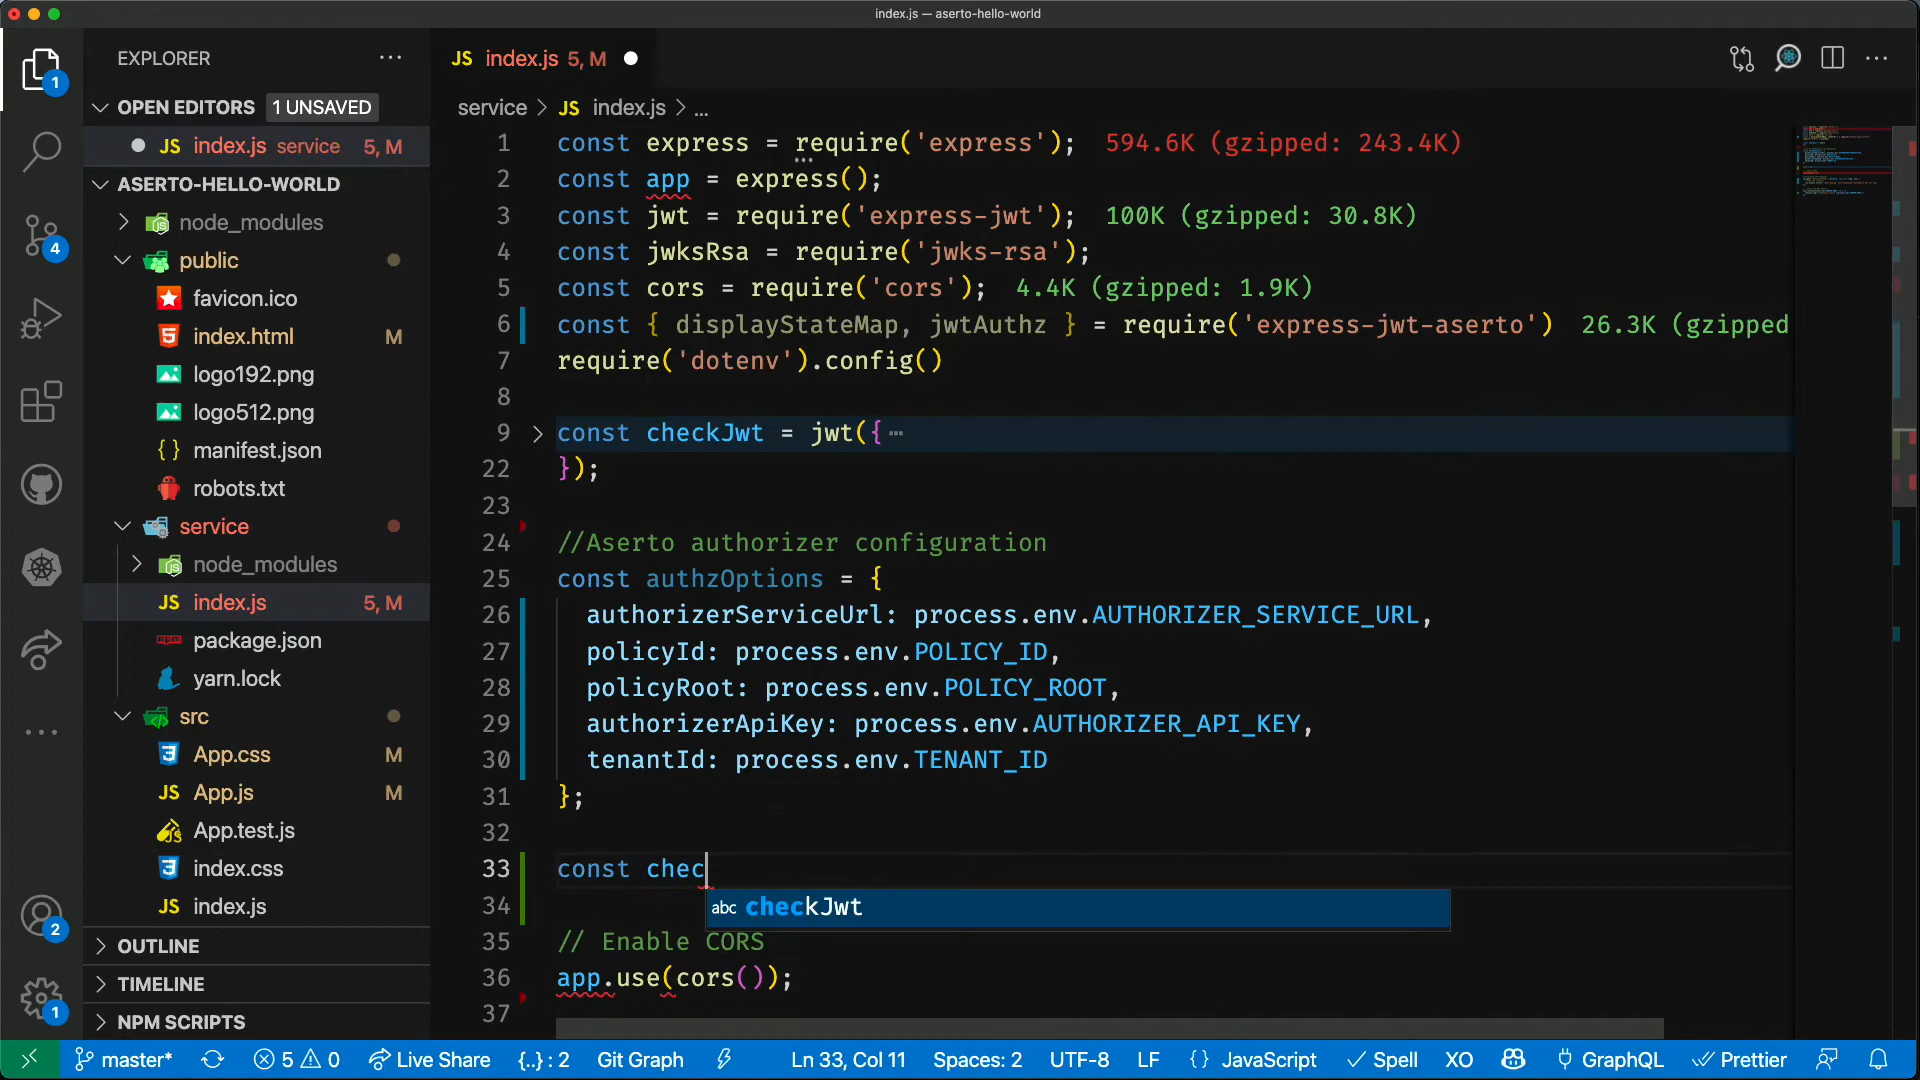 index.js — aserto-hello-world
EXPLORER
OPEN EDITORS 1 UNSAVED
JS index.js service 5, M
ASERTO-HELLO-WORLD
node_modules
public
favicon.ico
index.html M
logo192.png
logo512.png
manifest.json
robots.txt
service
node_modules
JS index.js 5, M
package.json
yarn.lock
src
App.css M
JS App.js M
App.test.js
index.css
JS index.js
OUTLINE
TIMELINE
NPM SCRIPTS
1
4
2
1
JS index.js 5, M
service > JS index.js > ...
1 const express = require('express'); 594.6K (gzipped: 243.4K)
2 const app = express();
3 const jwt = require('express-jwt'); 100K (gzipped: 30.8K)
4 const jwksRsa = require('jwks-rsa');
5 const cors = require('cors'); 4.4K (gzipped: 1.9K)
6 const { displayStateMap, jwtAuthz } = require('express-jwt-aserto') 26.3K (gzipped
7 require('dotenv').config()
8
9 const checkJwt = jwt({ ⋯
22 });
23
24 //Aserto authorizer configuration
25 const authzOptions = {
26 authorizerServiceUrl: process.env.AUTHORIZER_SERVICE_URL,
27 policyId: process.env.POLICY_ID,
28 policyRoot: process.env.POLICY_ROOT,
29 authorizerApiKey: process.env.AUTHORIZER_API_KEY,
30 tenantId: process.env.TENANT_ID
31 };
32
33 const chec
34
abc checkJwt
35 // Enable CORS
36 app.use(cors());
37
master* 5 0 Live Share {..} : 2 Git Graph Ln 33, Col 11 Spaces: 2 UTF-8 LF {} JavaScript Spell XO GraphQL Prettier